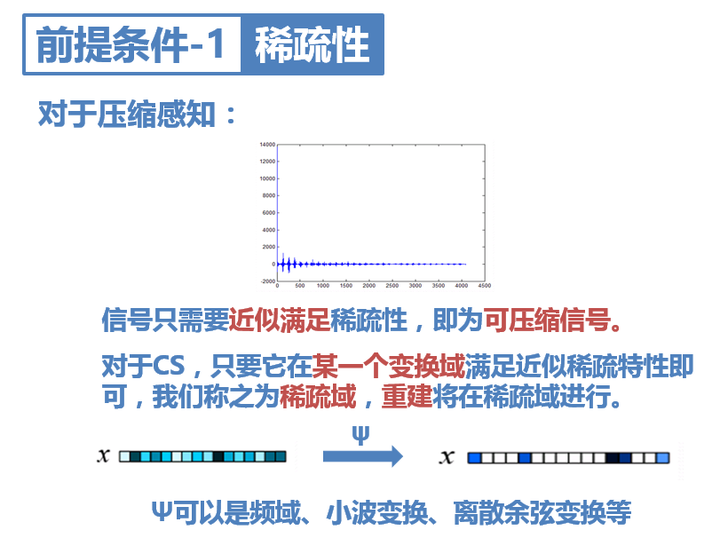 前提条件-1 稀疏性
对于压缩感知：
14000
12000
10000
8000
6000
4000
2000
0
-2000
0 500 1000 1500 2000 2500 3000 3500 4000 4500
信号只需要近似满足稀疏性，即为可压缩信号。
对于CS，只要它在某一个变换域满足近似稀疏特性即
可，我们称之为稀疏域，重建将在稀疏域进行。
Ψ
x x
Ψ可以是频域、小波变换、离散余弦变换等